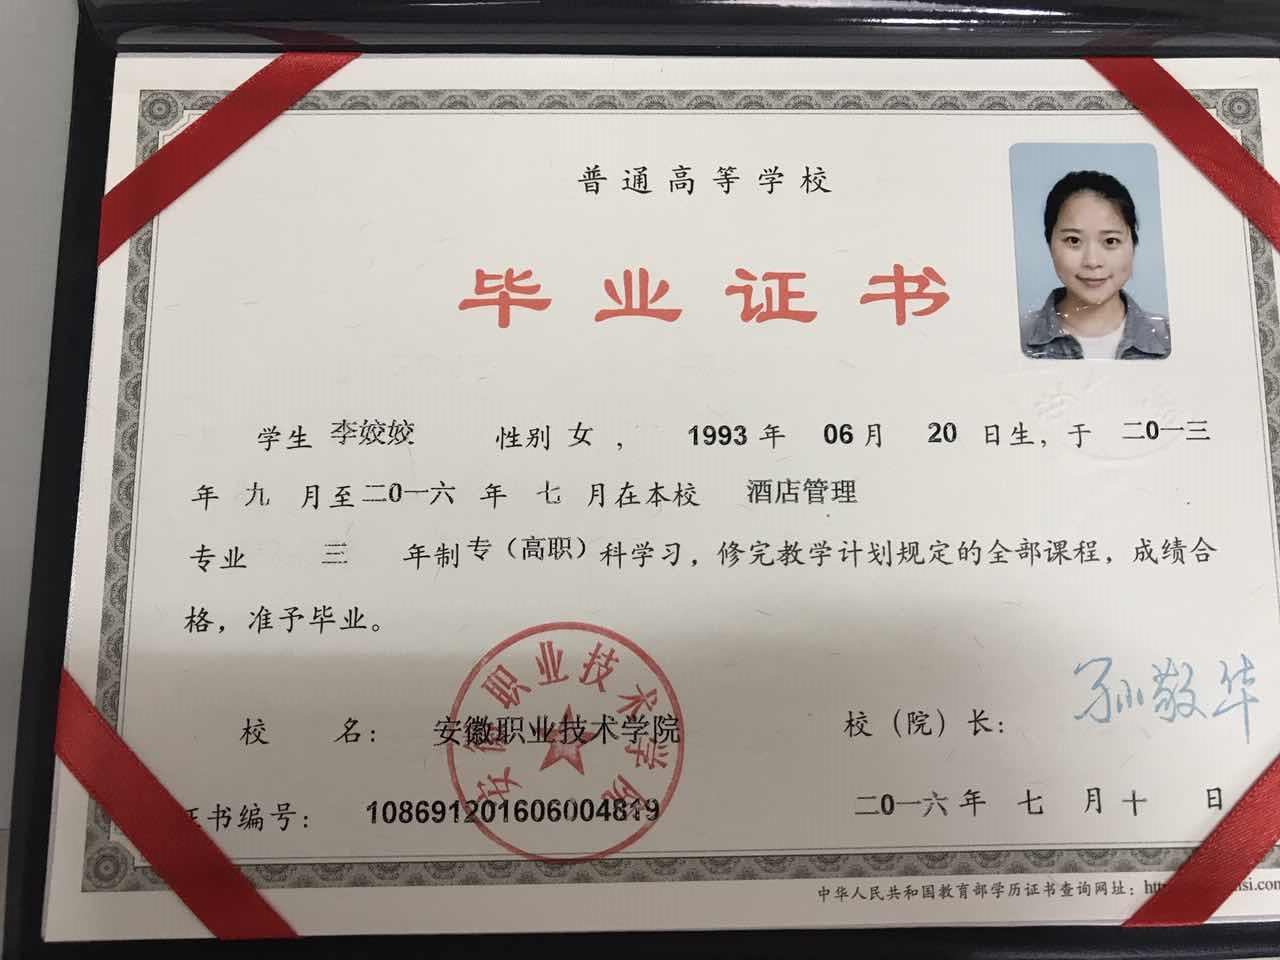 普通高等学校
毕业证书
学生 李姣姣 性别 女 ， 1993 年 06 月 20 日生，于 二0一三
年 九 月至 二0一六 年 七 月在本校 酒店管理
专业 三 年制 专（高职） 科学习，修完教学计划规定的全部课程，成绩合
格，准予毕业。
校 名： 安徽职业技术学院
校（院）长： 孙敬华
安徽职业技术学院
证书编号： 108691201606004819
二0一六 年 七 月 十 日
中华人民共和国教育部学历证书查询网址：